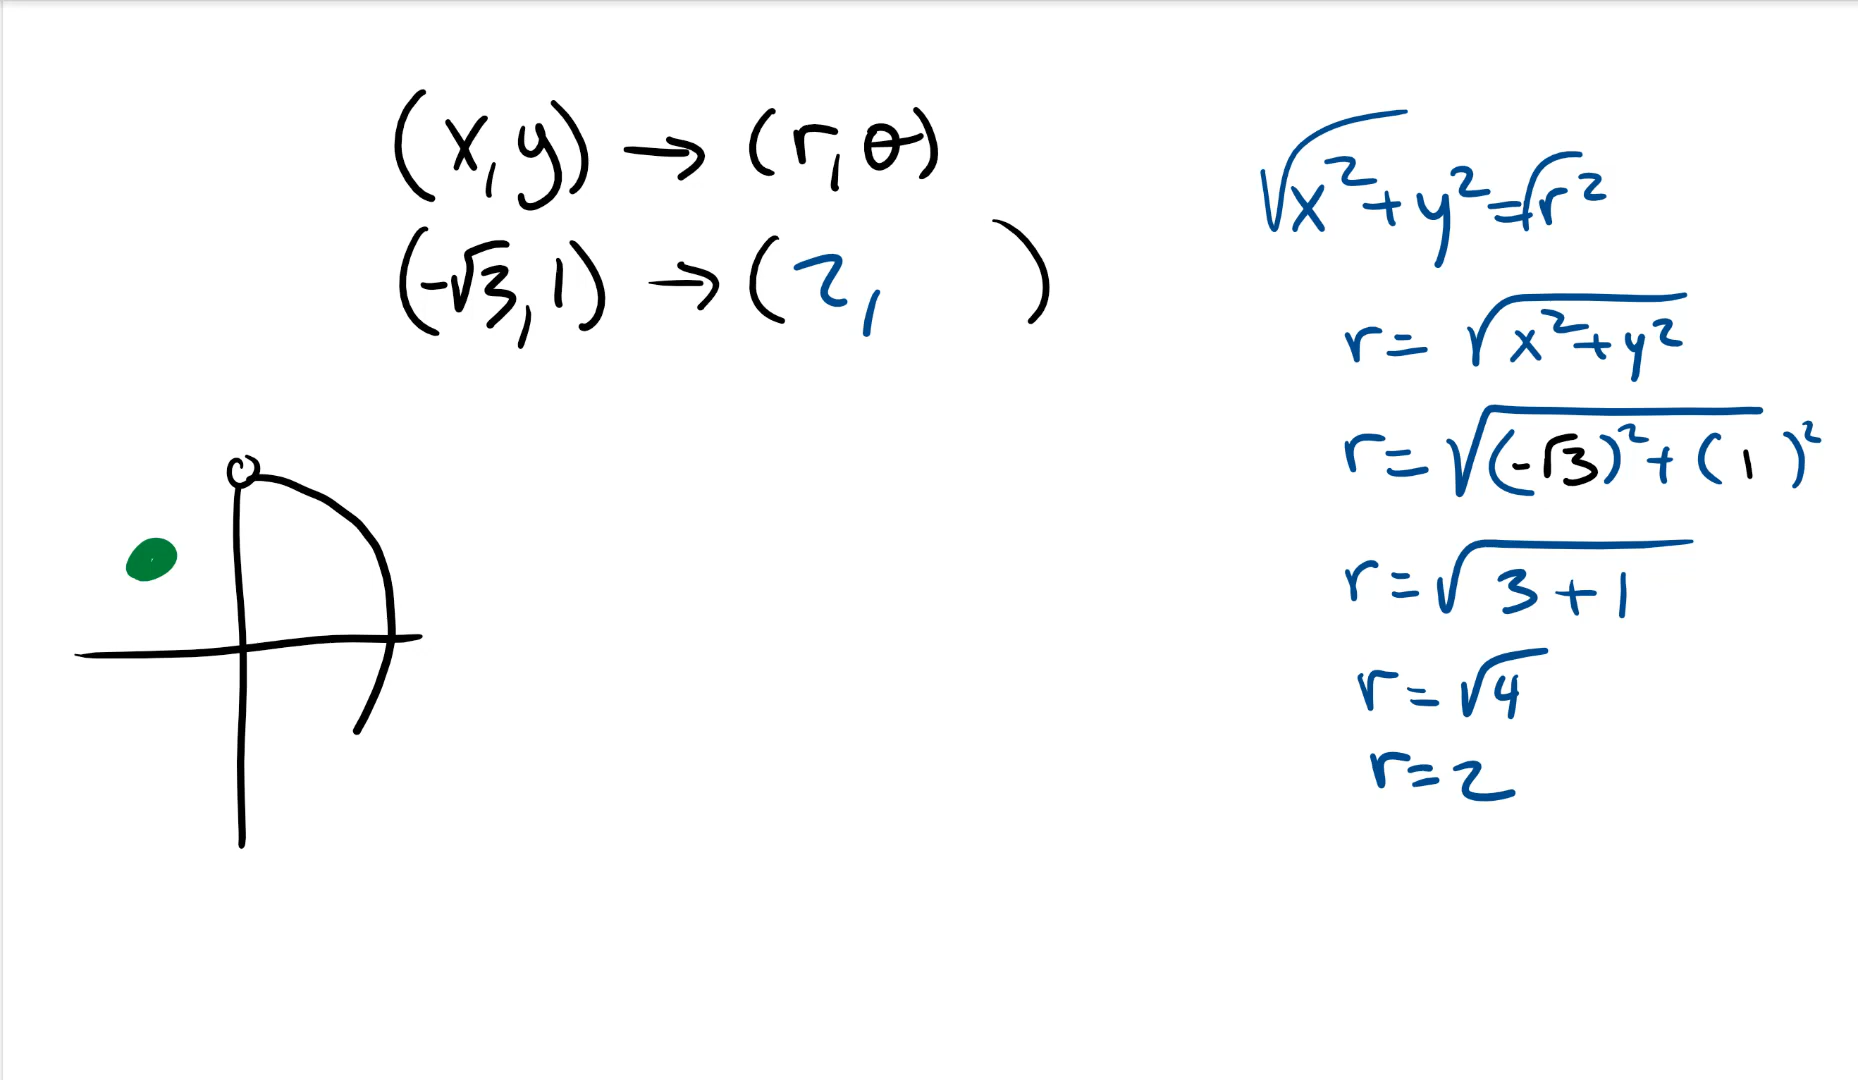 (x, y) → (r, θ)
(-√3, 1) → (2, )
√x² + y² = √r²
r = √x² + y²
r = √(-√3)² + (1)²
r = √3 + 1
r = √4
r = 2